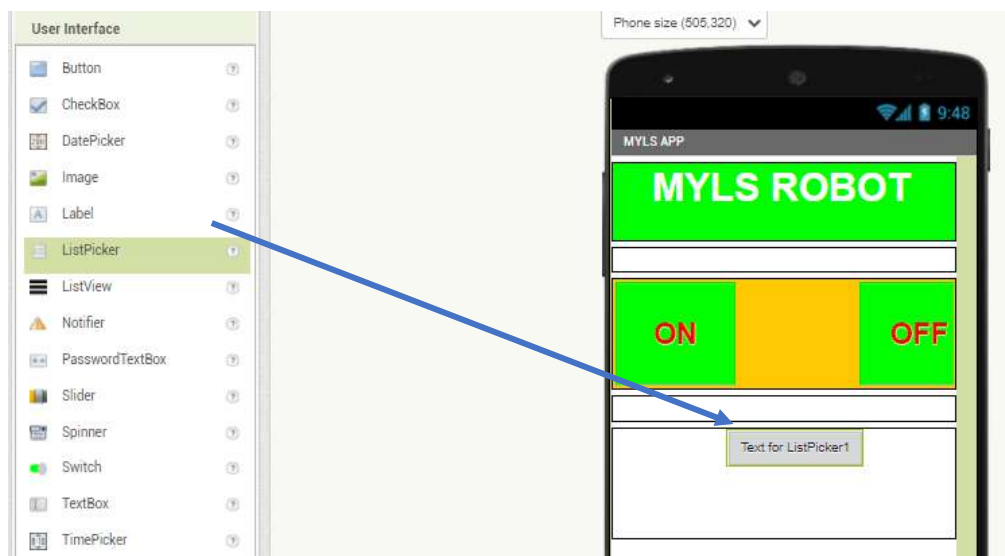 User Interface
Button
CheckBox
DatePicker
Image
Label
ListPicker
ListView
Notifier
PasswordTextBox
Slider
Spinner
Switch
TextBox
TimePicker
Phone size (505,320)
9:48
MYLS APP
MYLS ROBOT
ON OFF
Text for ListPicker1